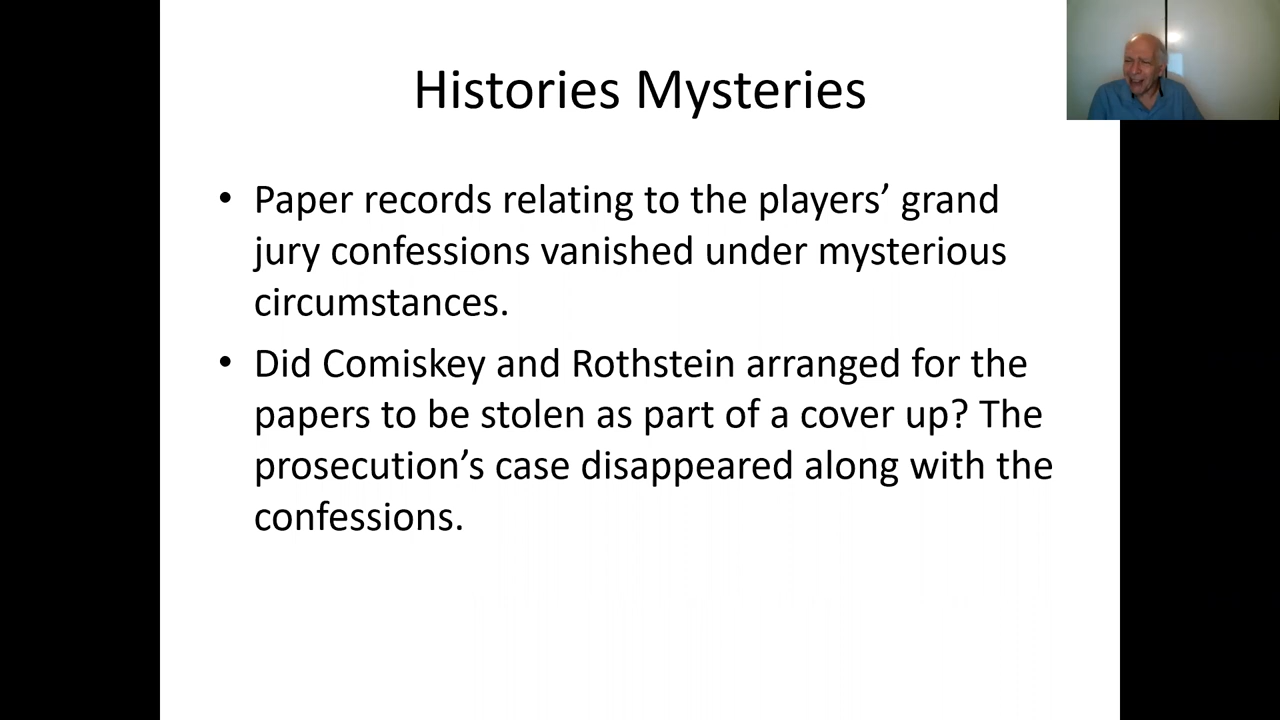 Histories Mysteries
• Paper records relating to the players’ grand
jury confessions vanished under mysterious
circumstances.
• Did Comiskey and Rothstein arranged for the
papers to be stolen as part of a cover up? The
prosecution’s case disappeared along with the
confessions.